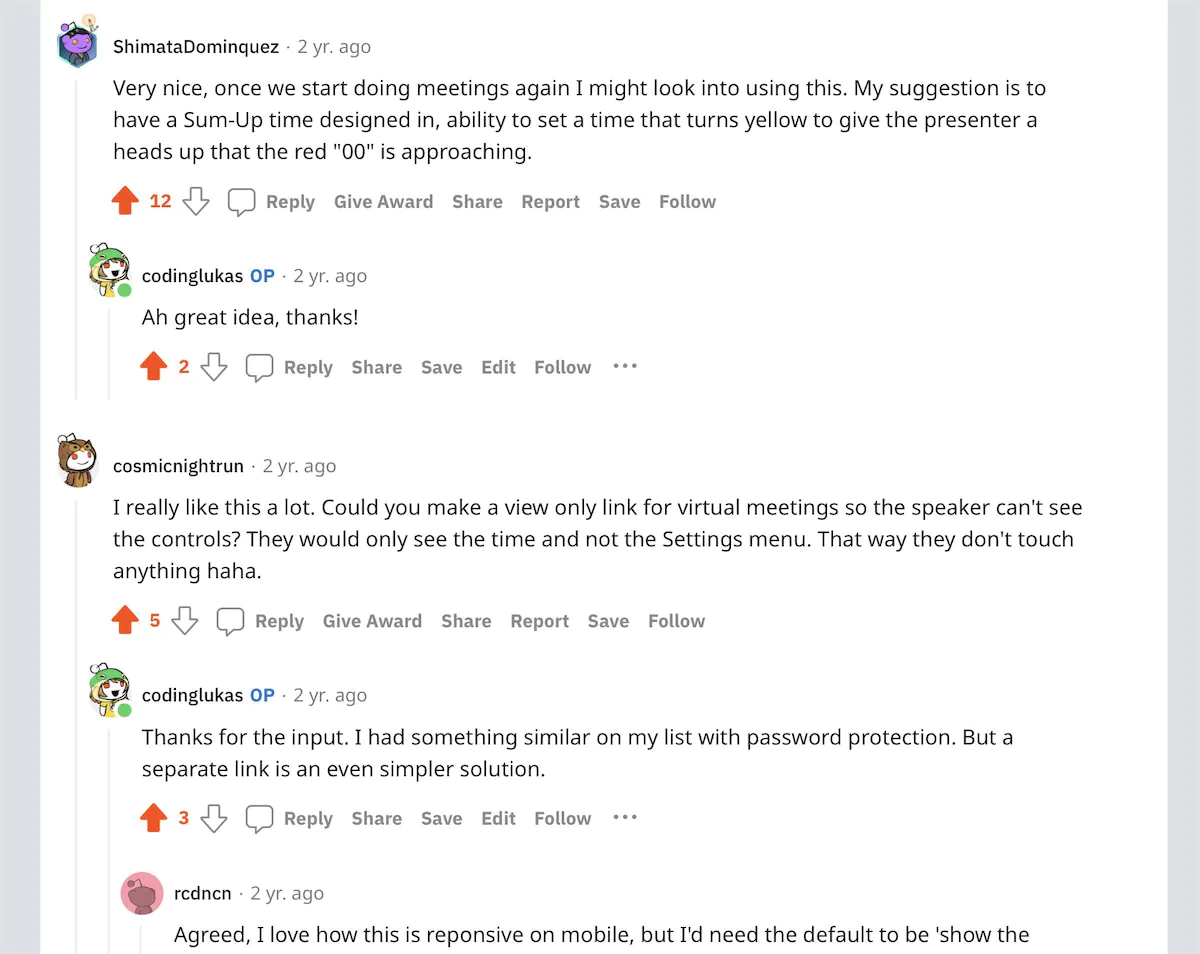 ShimataDominquez · 2 yr. ago
Very nice, once we start doing meetings again I might look into using this. My suggestion is to
have a Sum-Up time designed in, ability to set a time that turns yellow to give the presenter a
heads up that the red "00" is approaching.
12 Reply Give Award Share Report Save Follow
codinglukas OP · 2 yr. ago
Ah great idea, thanks!
2 Reply Share Save Edit Follow ···
cosmicnightrun · 2 yr. ago
I really like this a lot. Could you make a view only link for virtual meetings so the speaker can't see
the controls? They would only see the time and not the Settings menu. That way they don't touch
anything haha.
5 Reply Give Award Share Report Save Follow
codinglukas OP · 2 yr. ago
Thanks for the input. I had something similar on my list with password protection. But a
separate link is an even simpler solution.
3 Reply Share Save Edit Follow ···
rcdncn · 2 yr. ago
Agreed, I love how this is reponsive on mobile, but I'd need the default to be 'show the